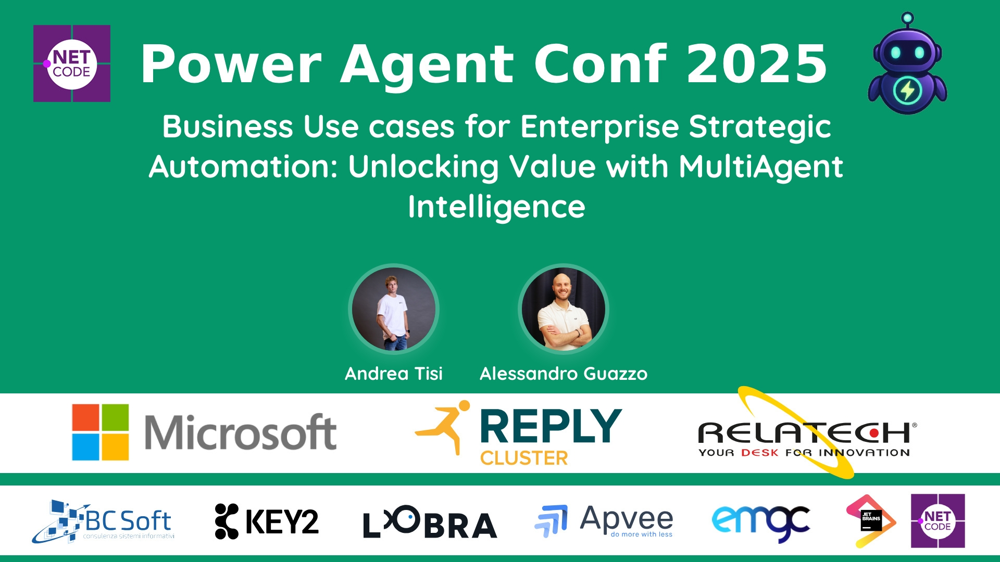 NET
CODE
Power Agent Conf 2025
Business Use cases for Enterprise Strategic
Automation: Unlocking Value with MultiAgent
Intelligence
Andrea Tisi
Alessandro Guazzo
Microsoft
REPLY
CLUSTER
RELATECH®
YOUR DESK FOR INNOVATION
BC Soft
consulenza sistemi informativi
KEY2
LOBRA
Apvee
do more with less
emgc
JET
BRAINS
NET
CODE